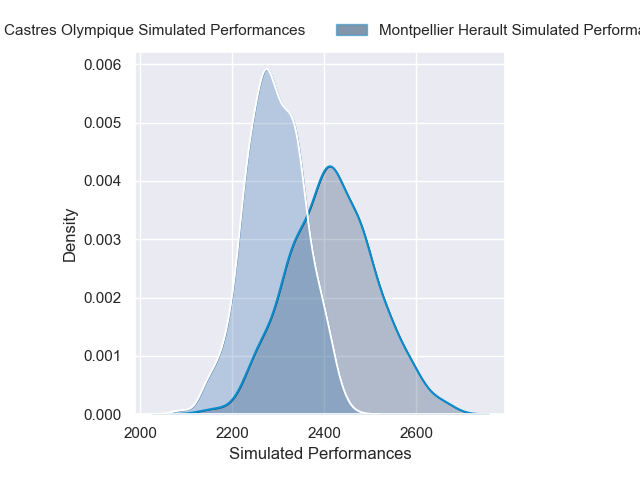 Castres Olympique Simulated Performances
Montpellier Herault Simulated Performa
0.006
0.005
0.004
0.003
0.002
0.001
0.000
Density
2000 2200 2400 2600
Simulated Performances